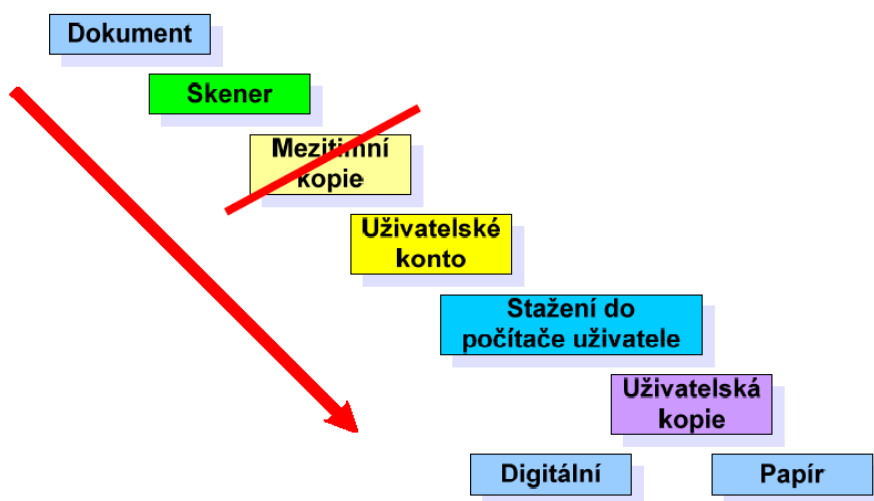 Dokument
Skener
Mezitimní
kopie
Uživatelské
konto
Stažení do
počítače uživatele
Uživatelská
kopie
Digitální
Papír